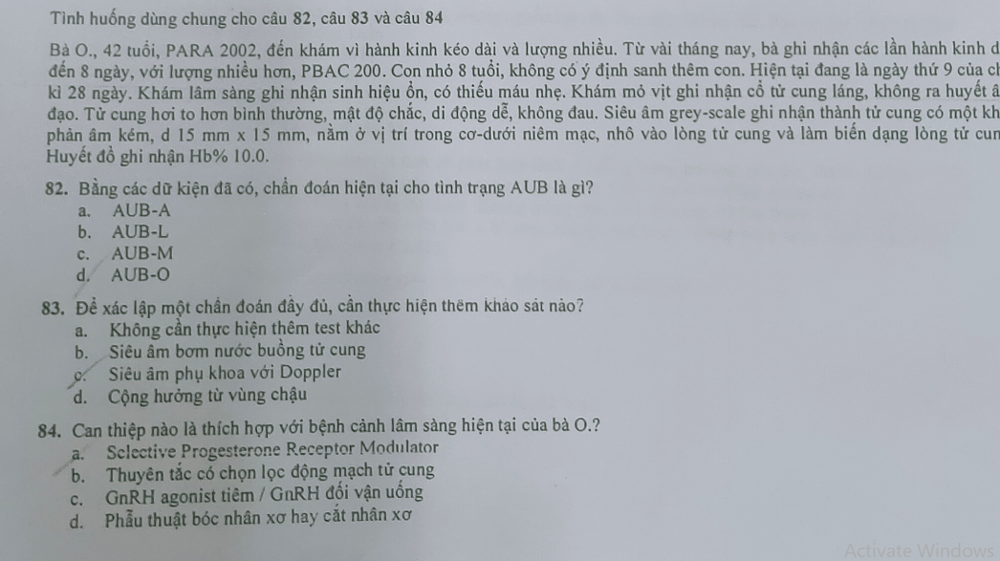 Tình huống dùng chung cho câu 82, câu 83 và câu 84
Bà O., 42 tuổi, PARA 2002, đến khám vì hành kinh kéo dài và lượng nhiều. Từ vài tháng nay, bà ghi nhận các lần hành kinh
đến 8 ngày, với lượng nhiều hơn, PBAC 200. Con nhỏ 8 tuổi, không có ý định sanh thêm con. Hiện tại đang là ngày thứ 9 của
kì 28 ngày. Khám lâm sàng ghi nhận sinh hiệu ổn, có thiếu máu nhẹ. Khám mỏ vịt ghi nhận cổ tử cung láng, không ra huyết
đạo. Tử cung hơi to hơn bình thường, mật độ chắc, di động dễ, không đau. Siêu âm grey-scale ghi nhận thành tử cung có một
phản âm kém, d 15 mm x 15 mm, nằm ở vị trí trong cơ-dưới niêm mạc, nhô vào lòng tử cung và làm biến dạng lòng tử
Huyết đồ ghi nhận Hb% 10.0.
82. Bằng các dữ kiện đã có, chẩn đoán hiện tại cho tình trạng AUB là gì?
a. AUB-A
b. AUB-L
c. AUB-M
d. AUB-O
83. Để xác lập một chẩn đoán đầy đủ, cần thực hiện thêm khảo sát nào?
a. Không cần thực hiện thêm test khác
b. Siêu âm bơm nước buồng tử cung
c. Siêu âm phụ khoa với Doppler
d. Cộng hưởng từ vùng chậu
84. Can thiệp nào là thích hợp với bệnh cảnh lâm sàng hiện tại của bà O.?
a. Selective Progesterone Receptor Modulator
b. Thuyên tắc có chọn lọc động mạch tử cung
c. GnRH agonist tiêm / GnRH đối vận uống
d. Phẫu thuật bóc nhân xơ hay cắt nhân xơ
Activate Windows